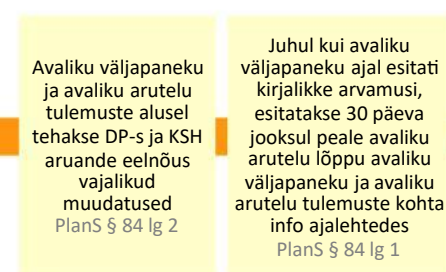 Avaliku väljapaneku
ja avaliku arutelu
tulemuste alusel
tehakse DP-s ja KSH
aruande eelnõus
vajalikud
muudatused
PlanS § 84 lg 2
Juhul kui avaliku
väljapaneku ajal esitati
kirjalikke arvamusi,
esitatakse 30 päeva
jooksul peale avaliku
arutelu lõppu avaliku
väljapaneku ja avaliku
arutelu tulemuste kohta
info ajalehtedes
PlanS § 84 lg 1